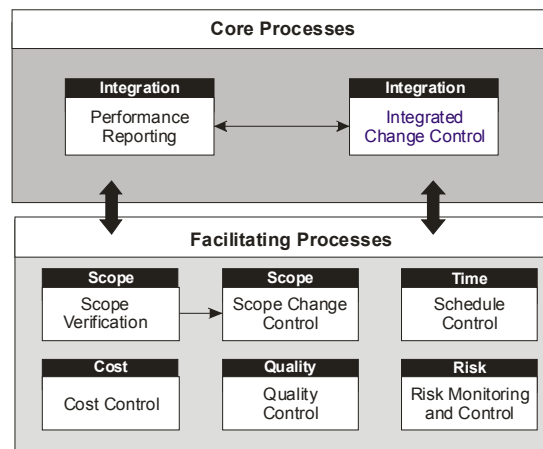 Core Processes
Integration
Performance
Reporting
Integration
Integrated
Change Control
Facilitating Processes
Scope
Scope
Verification
Scope
Scope Change
Control
Time
Schedule
Control
Cost
Cost Control
Quality
Quality
Control
Risk
Risk Monitoring
and Control